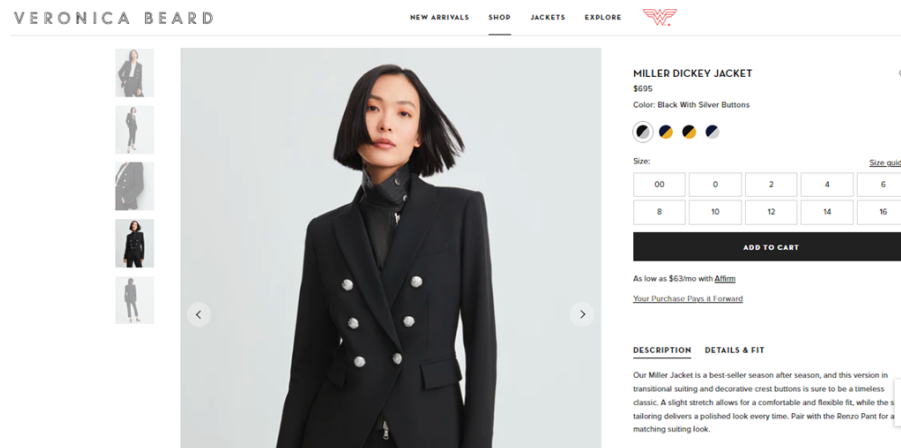 VERONICA BEARD
NEW ARRIVALS SHOP JACKETS EXPLORE
MILLER DICKEY JACKET
$695
Color: Black With Silver Buttons
Size:
Size
00 0 2 4 6
8 10 12 14 16
ADD TO CART
As low as $63/mo with Affirm
Your Purchase Pays it Forward
DESCRIPTION DETAILS & FIT
Our Miller Jacket is a best-seller season after season, and this version in
transitional suiting and decorative crest buttons is sure to be a timeless
classic. A slight stretch allows for a comfortable and flexible fit, while the
tailoring delivers a polished look every time. Pair with the Renzo Pant for
matching suiting look.